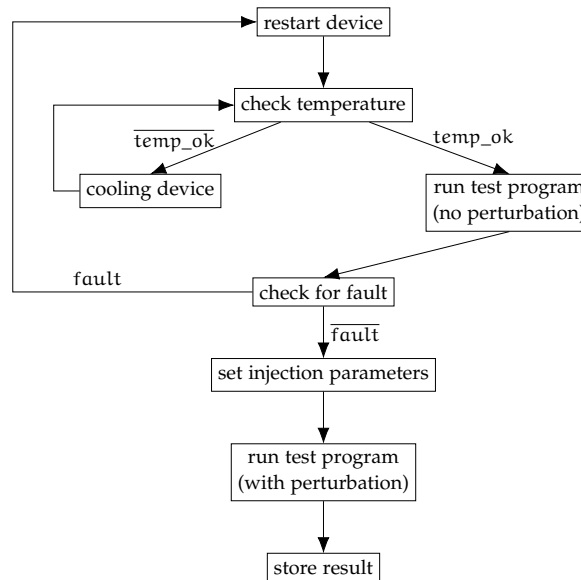 restart device
check temperature
temp_ok
temp_ok
cooling device
run test program
(no perturbation)
fault
check for fault
fault
set injection parameters
run test program
(with perturbation)
store result